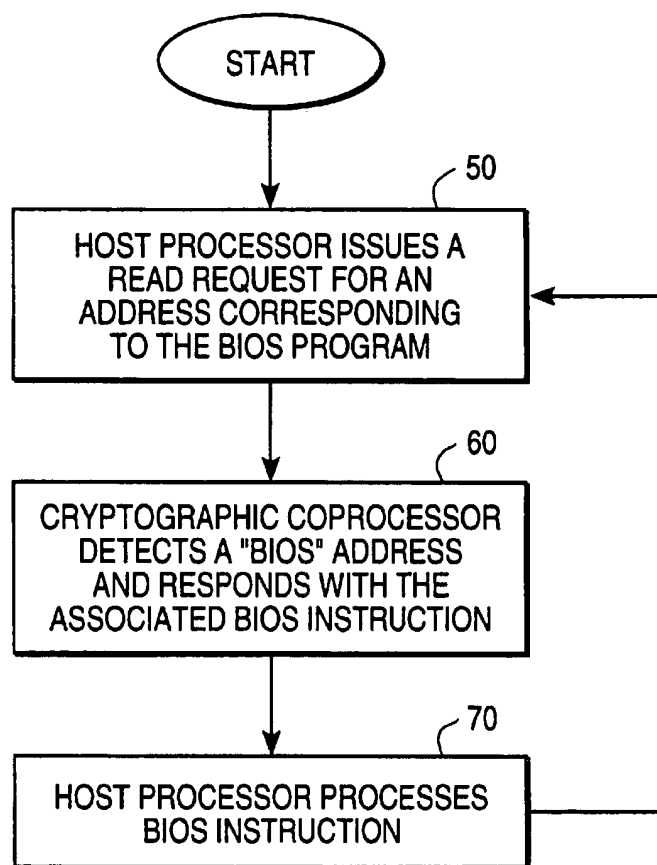 START
50
HOST PROCESSOR ISSUES A
READ REQUEST FOR AN
ADDRESS CORRESPONDING
TO THE BIOS PROGRAM
60
CRYPTOGRAPHIC COPROCESSOR
DETECTS A "BIOS" ADDRESS
AND RESPONDS WITH THE
ASSOCIATED BIOS INSTRUCTION
70
HOST PROCESSOR PROCESSES
BIOS INSTRUCTION